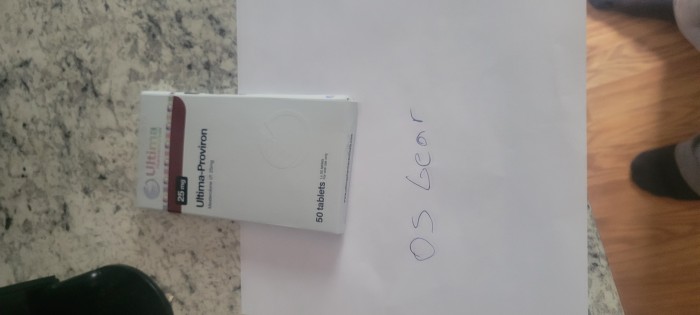 Ultima
25 mg
Ultima-Proviron
50 tablets
OS Gear